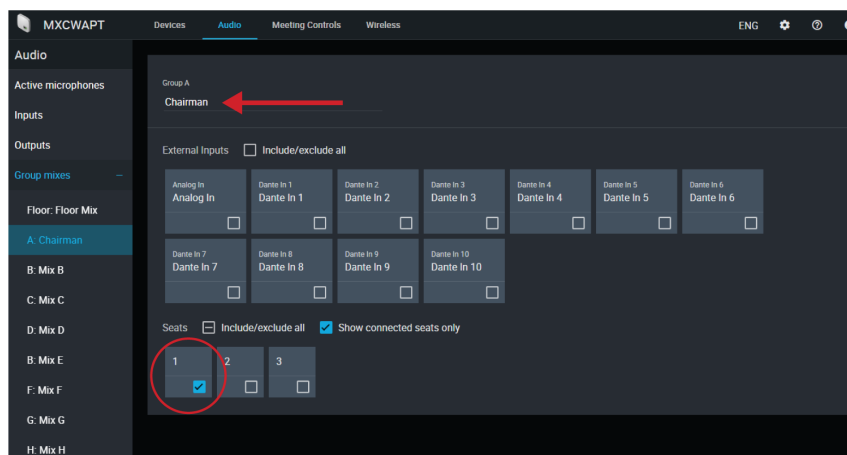 MXCWAPT Devices Audio Meeting Controls Wireless ENG
Audio
Active microphones
Inputs
Outputs
Group mixes
Floor: Floor Mix
A: Chairman
B: Mix B
C: Mix C
D: Mix D
B: Mix E
F: Mix F
G: Mix G
H: Mix H
Group A
Chairman
External Inputs Include/exclude all
Analog In Dante In 1 Dante In 2 Dante In 3 Dante In 4 Dante In 5 Dante In 6
Analog In Dante In 1 Dante In 2 Dante In 3 Dante In 4 Dante In 5 Dante In 6
Dante In 7 Dante In 8 Dante In 9 Dante In 10
Dante In 7 Dante In 8 Dante In 9 Dante In 10
Seats Include/exclude all Show connected seats only
1 2 3